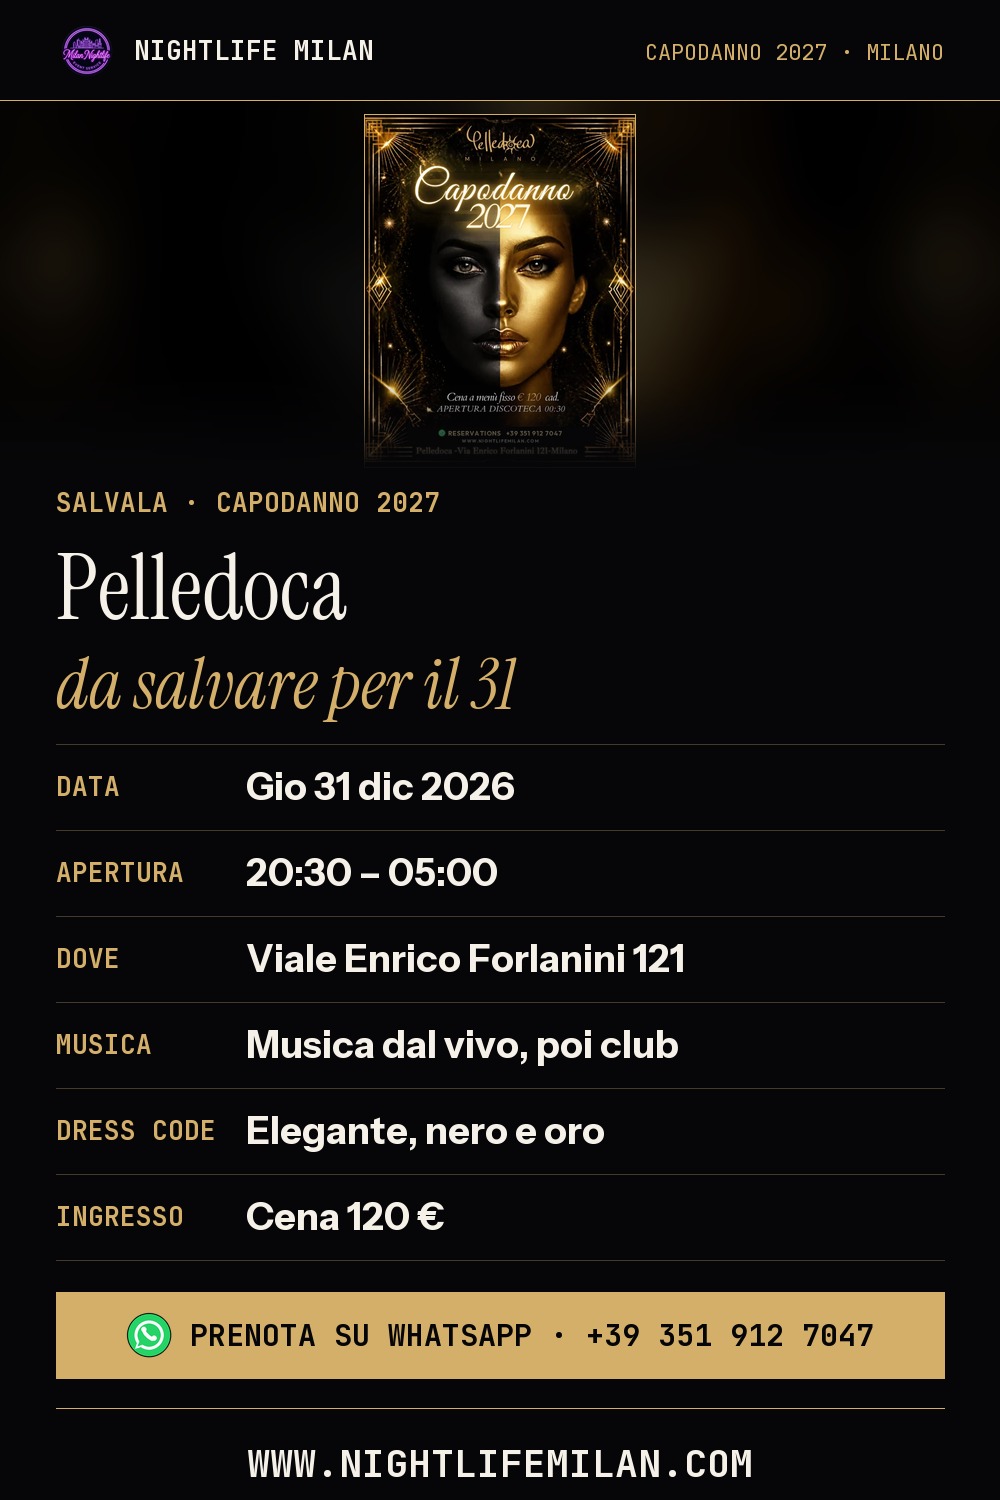 Milan Nightlife
NIGHTLIFE MILAN
CAPODANNO 2027 · MILANO
Pelledoca
MILANO
Capodanno
2027
Cena a menù fisso € 120 cad.
APERTURA DISCOTECA 00:30
RESERVATIONS +39 351 912 7047
WWW.NIGHTLIFEMILAN.COM
Pelledoca -Via Enrico Forlanini 121-Milano
SALVALA · CAPODANNO 2027
Pelledoca
da salvare per il 31
DATA Gio 31 dic 2026
APERTURA 20:30 – 05:00
DOVE Viale Enrico Forlanini 121
MUSICA Musica dal vivo, poi club
DRESS CODE Elegante, nero e oro
INGRESSO Cena 120 €
PRENOTA SU WHATSAPP · +39 351 912 7047
WWW.NIGHTLIFEMILAN.COM